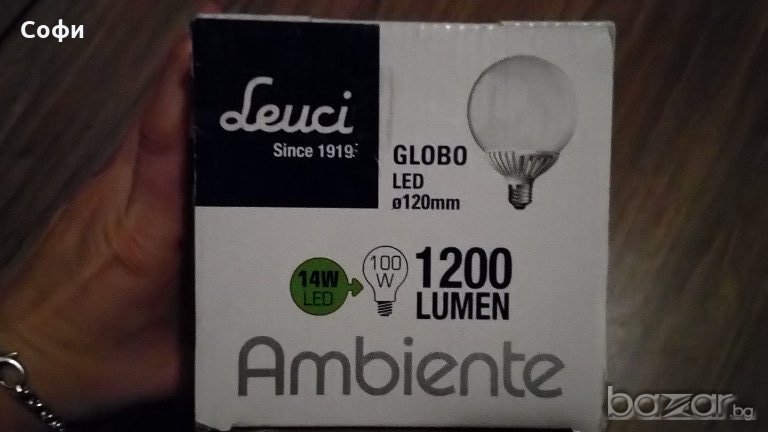 Софи
Leuci
Since 1919
GLOBO
LED
ø120mm
14W
LED
100
W
1200
LUMEN
Ambiente
bazar.bg